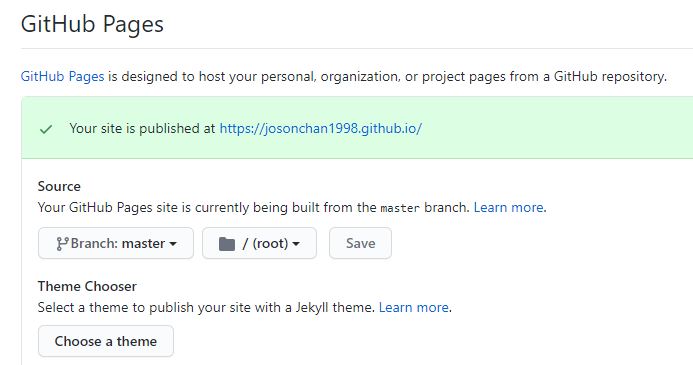 GitHub Pages
GitHub Pages is designed to host your personal, organization, or project pages from a GitHub repository.
Your site is published at https://josonchan1998.github.io/
Source
Your GitHub Pages site is currently being built from the master branch. Learn more.
Branch: master / (root) Save
Theme Chooser
Select a theme to publish your site with a Jekyll theme. Learn more.
Choose a theme